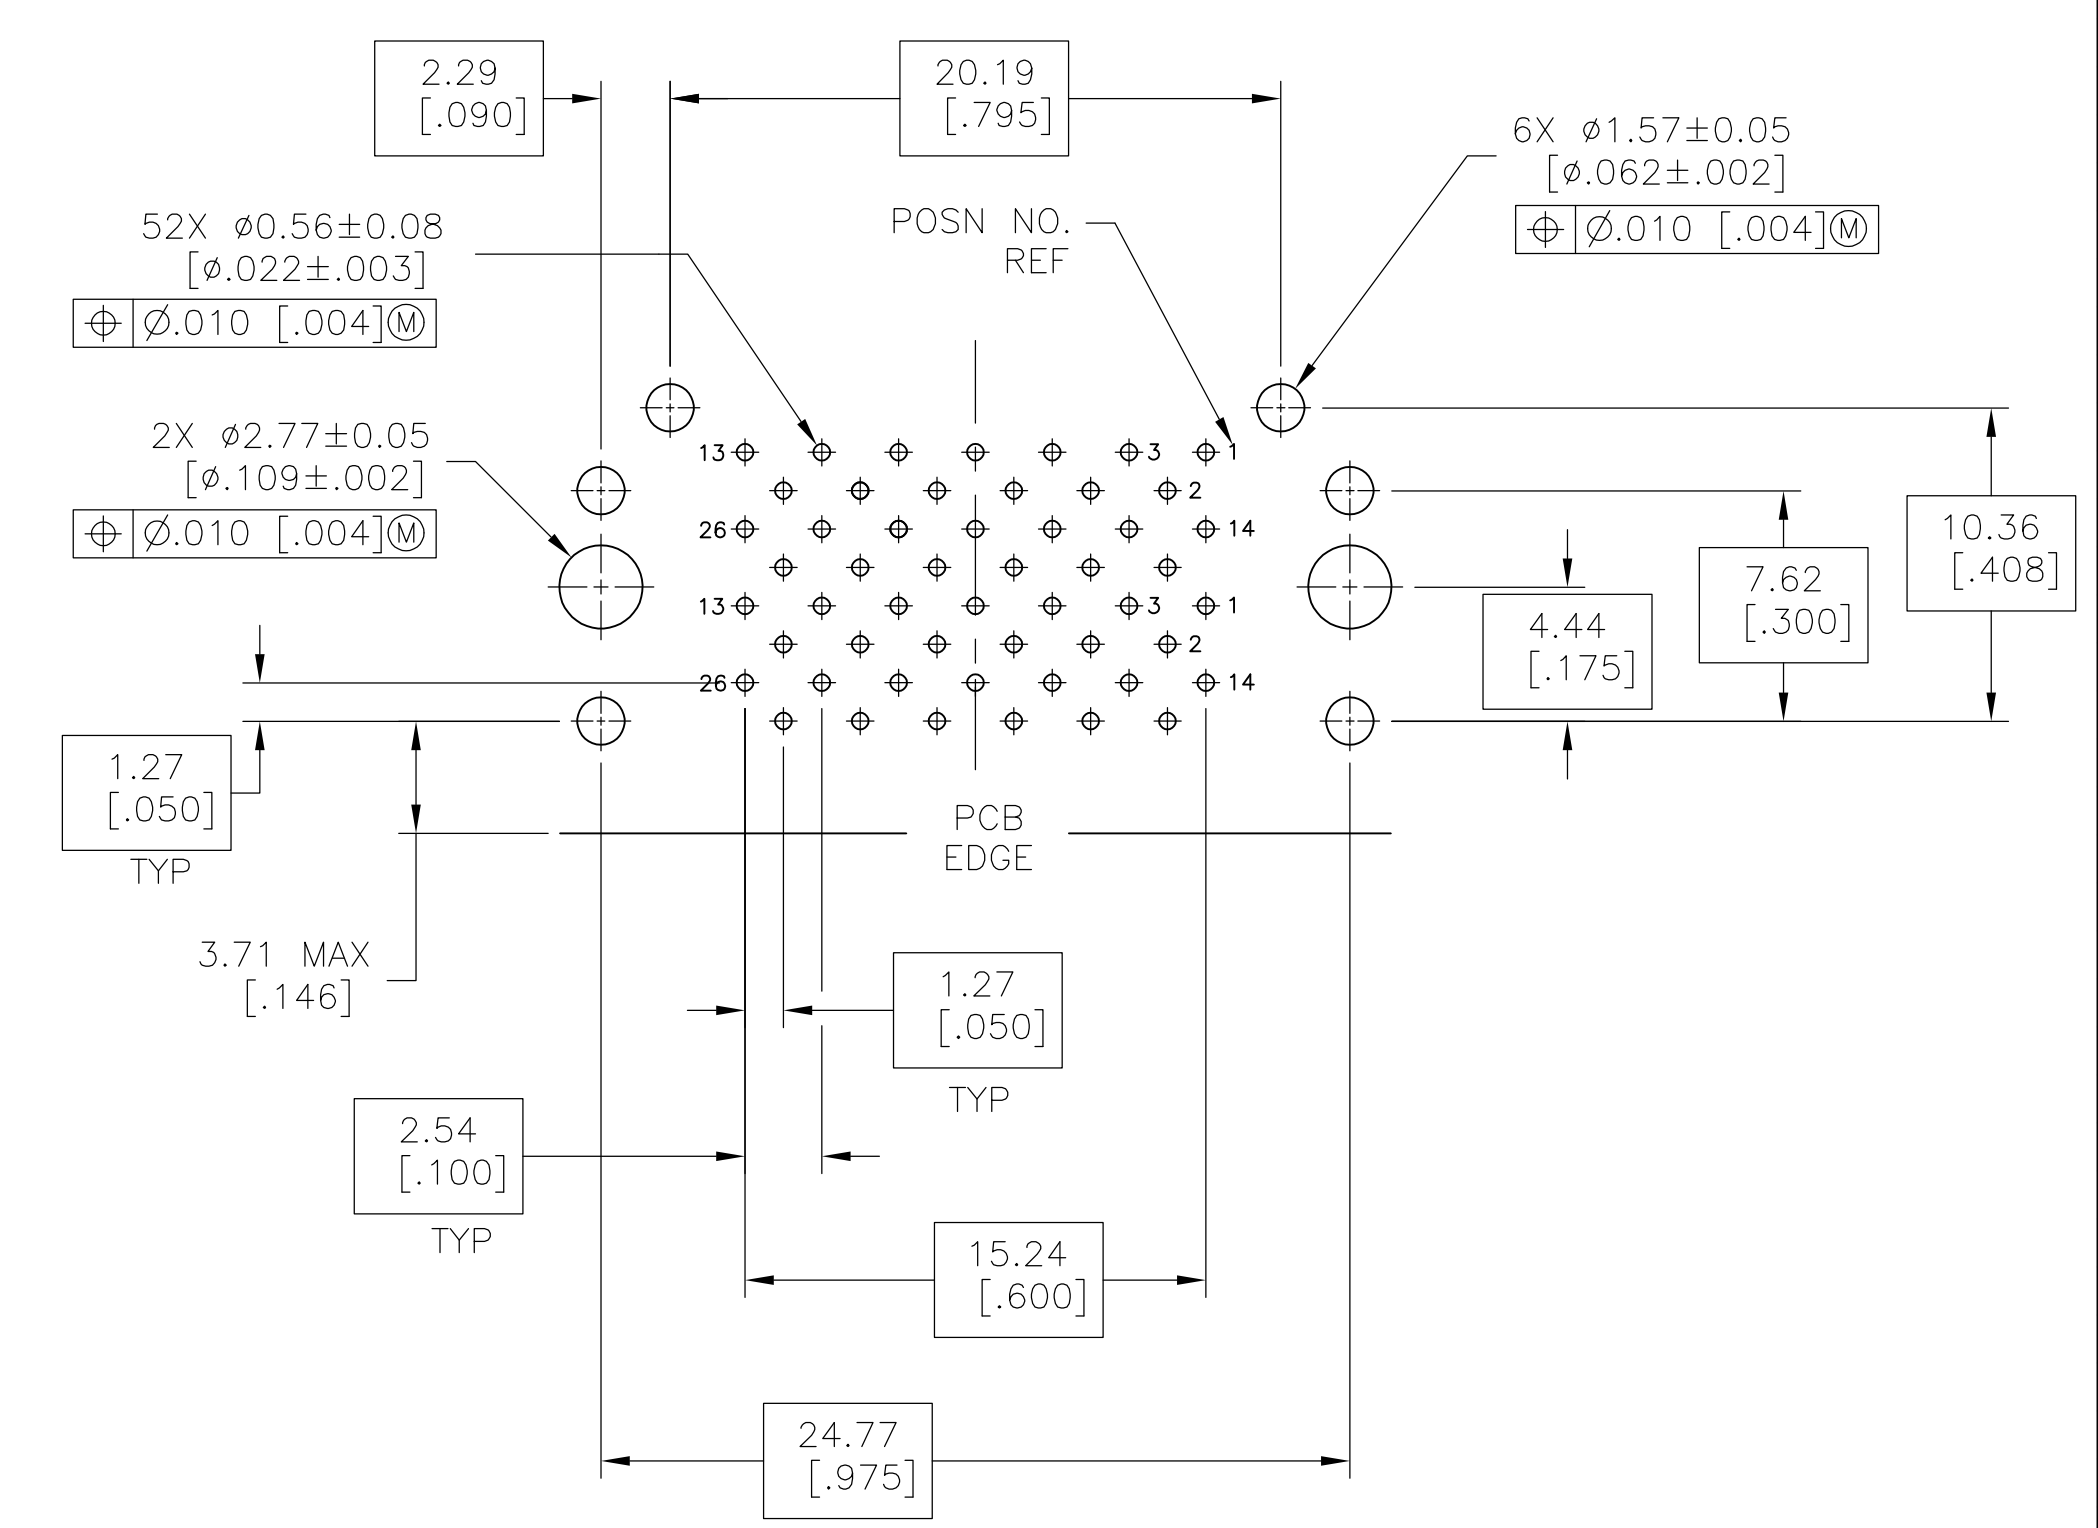 2.29
[.090]
20.19
[.795]
6X ⌀1.57±0.05
[⌀.062±.002]
⌖ ⌀.010 [.004]Ⓜ
52X ⌀0.56±0.08
[⌀.022±.003]
⌖ ⌀.010 [.004]Ⓜ
POSN NO.
REF
2X ⌀2.77±0.05
[⌀.109±.002]
⌖ ⌀.010 [.004]Ⓜ
13 3 1
2
26 14
13 3 1
2
26 14
10.36
[.408]
7.62
[.300]
4.44
[.175]
1.27
[.050]
TYP
PCB
EDGE
3.71 MAX
[.146]
1.27
[.050]
TYP
2.54
[.100]
TYP
15.24
[.600]
24.77
[.975]